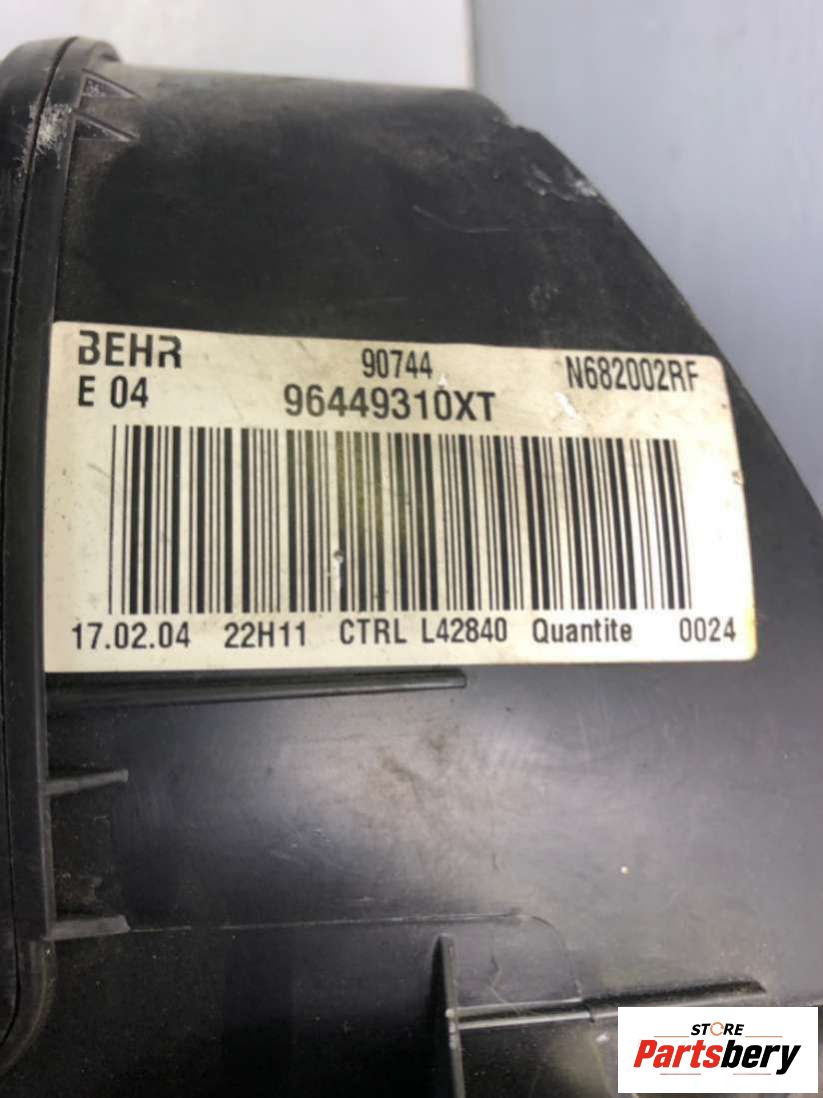 BEHR 90744 N682002RF
E 04 96449310XT
17.02.04 22H11 CTRL L42840 Quantite 0024
STORE
Partsbery